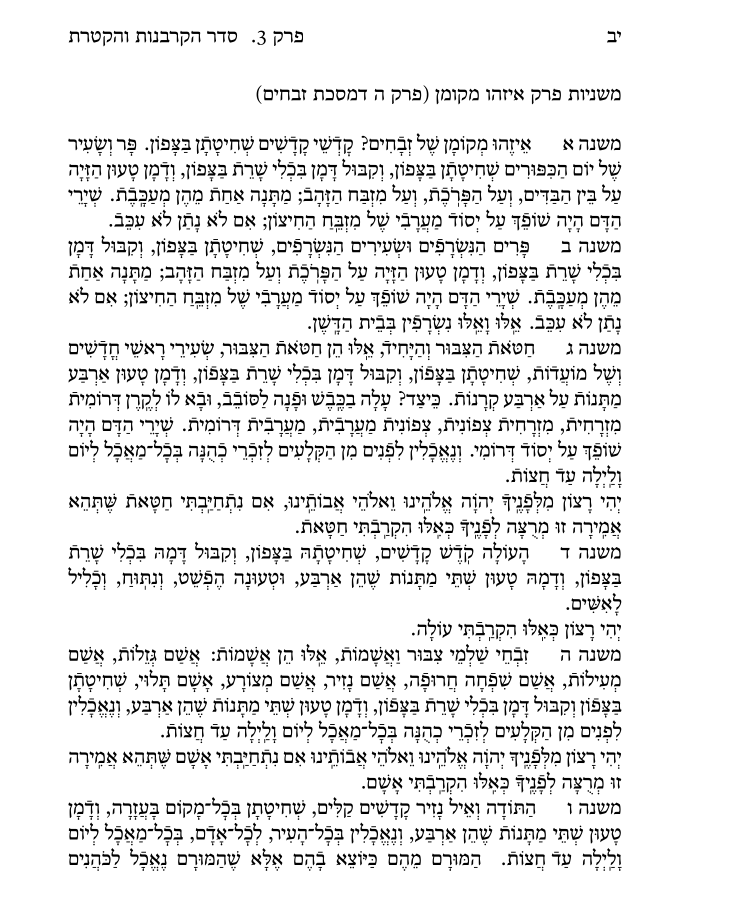 יב פרק 3. סדר הקרבנות והקטרת
משניות פרק איזהו מקומן (פרק ה דמסכת זבחים)
משנה א אֵיזֶהוּ מְקוֹמָן שֶׁל זְבָחִים? קׇדְשֵׁי קָדָשִׁים שְׁחִיטָתָן בַּצָּפוֹן. פָּר וְשָׂעִיר
שֶׁל יוֹם הַכִּפּוּרִים שְׁחִיטָתָן בַּצָּפוֹן, וְקִבּוּל דָּמָן בִּכְלִי שָׁרֵת בַּצָּפוֹן, וְדָמָן טָעוּן הַזָּיָה
עַל בֵּין הַבַּדִּים, וְעַל הַפָּרֹכֶת, וְעַל מִזְבַּח הַזָּהָב; מַתָּנָה אַחַת מֵהֶן מְעַכָּבֶת. שְׁיָרֵי
הַדָּם הָיָה שׁוֹפֵךְ עַל יְסוֹד מַעֲרָבִי שֶׁל מִזְבֵּחַ הַחִיצוֹן; אִם לֹא נָתַן לֹא עִכֵּב.
משנה ב פָּרִים הַנִּשְׂרָפִים וּשְׂעִירִים הַנִּשְׂרָפִים, שְׁחִיטָתָן בַּצָּפוֹן, וְקִבּוּל דָּמָן
בִּכְלִי שָׁרֵת בַּצָּפוֹן, וְדָמָן טָעוּן הַזָּיָה עַל הַפָּרֹכֶת וְעַל מִזְבַּח הַזָּהָב; מַתָּנָה אַחַת
מֵהֶן מְעַכָּבֶת. שְׁיָרֵי הַדָּם הָיָה שׁוֹפֵךְ עַל יְסוֹד מַעֲרָבִי שֶׁל מִזְבֵּחַ הַחִיצוֹן; אִם לֹא
נָתַן לֹא עִכֵּב. אֵלּוּ וָאֵלּוּ נִשְׂרָפִין בְּבֵית הַדֶּשֶׁן.
משנה ג חַטֹּאת הַצִּבּוּר וְהַיָּחִיד, אֵלּוּ הֵן חַטֹּאת הַצִּבּוּר, שְׂעִירֵי רָאשֵׁי חֳדָשִׁים
וְשֶׁל מוֹעֲדוֹת, שְׁחִיטָתָן בַּצָּפוֹן, וְקִבּוּל דָּמָן בִּכְלִי שָׁרֵת בַּצָּפוֹן, וְדָמָן טָעוּן אַרְבַּע
מַתָּנוֹת עַל אַרְבַּע קְרָנוֹת. כֵּיצַד? עָלָה בַכֶּבֶשׁ וּפָנָה לַסּוֹבֵב, וּבָא לוֹ לְקֶרֶן דְּרוֹמִית
מִזְרָחִית, מִזְרָחִית צְפוֹנִית, צְפוֹנִית מַעֲרָבִית, מַעֲרָבִית דְּרוֹמִית. שְׁיָרֵי הַדָּם הָיָה
שׁוֹפֵךְ עַל יְסוֹד דְּרוֹמִי. וְנֶאֱכָלִין לִפְנִים מִן הַקְּלָעִים לְזִכְרֵי כְהֻנָּה בְּכׇל־מַאֲכָל לְיוֹם
וָלַיְלָה עַד חֲצוֹת.
יְהִי רָצוֹן מִלְּפָנֶיךָ יְהֹוָה אֱלֹהֵינוּ וֵאלֹהֵי אֲבוֹתֵינוּ, אִם נִתְחַיַּבְתִּי חַטָּאת שֶׁתְּהֵא
אֲמִירָה זוּ מְרֻצָּה לְפָנֶיךָ כְּאִלּוּ הִקְרַבְתִּי חַטָּאת.
משנה ד הָעוֹלָה קֹדֶשׁ קָדָשִׁים, שְׁחִיטָתָהּ בַּצָּפוֹן, וְקִבּוּל דָּמָהּ בִּכְלִי שָׁרֵת
בַּצָּפוֹן, וְדָמָהּ טָעוּן שְׁתֵּי מַתָּנוֹת שֶׁהֵן אַרְבַּע, וּטְעוּנָה הֶפְשֵׁט, וְנִתּוּחַ, וְכָלִיל
לָאִשִּׁים.
יְהִי רָצוֹן כְּאִלּוּ הִקְרַבְתִּי עוֹלָה.
משנה ה זִבְחֵי שַׁלְמֵי צִבּוּר וַאֲשָׁמוֹת, אֵלּוּ הֵן אֲשָׁמוֹת: אֲשַׁם גְּזֵלוֹת, אֲשַׁם
מְעִילוֹת, אֲשַׁם שִׁפְחָה חֲרוּפָה, אֲשַׁם נָזִיר, אֲשַׁם מְצוֹרָע, אָשָׁם תָּלוּי, שְׁחִיטָתָן
בַּצָּפוֹן וְקִבּוּל דָּמָן בִּכְלִי שָׁרֵת בַּצָּפוֹן, וְדָמָן טָעוּן שְׁתֵּי מַתָּנוֹת שֶׁהֵן אַרְבַּע, וְנֶאֱכָלִין
לִפְנִים מִן הַקְּלָעִים לְזִכְרֵי כְהֻנָּה בְּכׇל־מַאֲכָל לְיוֹם וָלַיְלָה עַד חֲצוֹת.
יְהִי רָצוֹן מִלְּפָנֶיךָ יְהֹוָה אֱלֹהֵינוּ וֵאלֹהֵי אֲבוֹתֵינוּ אִם נִתְחַיַּבְתִּי אָשָׁם שֶׁתְּהֵא אֲמִירָה
זוּ מְרֻצָּה לְפָנֶיךָ כְּאִלּוּ הִקְרַבְתִּי אָשָׁם.
משנה ו הַתּוֹדָה וְאֵיל נָזִיר קָדָשִׁים קַלִּים, שְׁחִיטָתָן בְּכׇל־מָקוֹם בָּעֲזָרָה, וְדָמָן
טָעוּן שְׁתֵּי מַתָּנוֹת שֶׁהֵן אַרְבַּע, וְנֶאֱכָלִין בְּכׇל־הָעִיר, לְכׇל־אָדָם, בְּכׇל־מַאֲכָל לְיוֹם
וָלַיְלָה עַד חֲצוֹת. הַמּוּרָם מֵהֶם כַּיּוֹצֵא בָהֶם אֶלָּא שֶׁהַמּוּרָם נֶאֱכָל לַכֹּהֲנִים